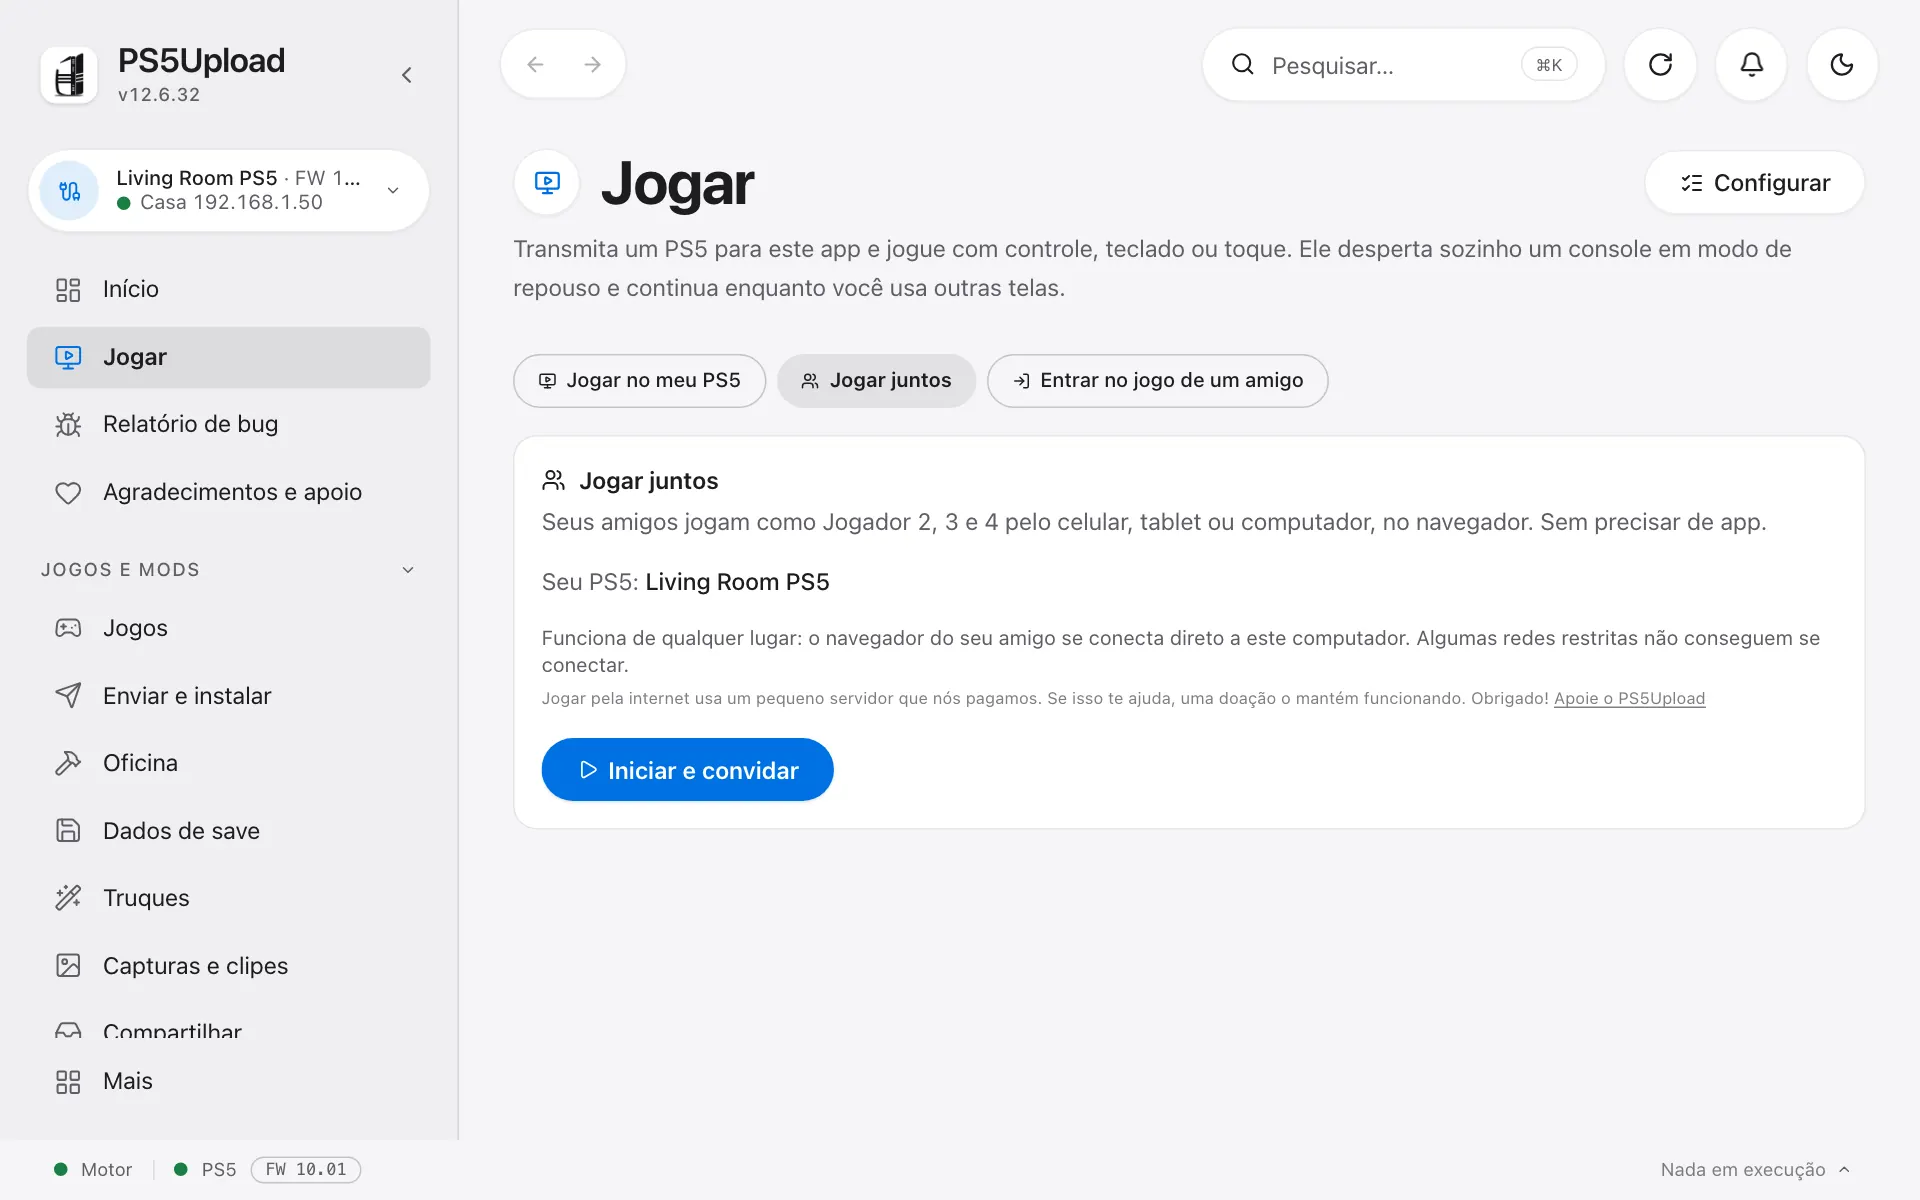 PS5Upload
v12.6.32
Living Room PS5 · FW 1...
Casa 192.168.1.50
Início
Jogar
Relatório de bug
Agradecimentos e apoio
JOGOS E MODS
Jogos
Enviar e instalar
Oficina
Dados de save
Truques
Capturas e clipes
Compartilhar
Mais
Pesquisar...
⌘K
Jogar
Configurar
Transmita um PS5 para este app e jogue com controle, teclado ou toque. Ele desperta sozinho um console em modo de
repouso e continua enquanto você usa outras telas.
Jogar no meu PS5
Jogar juntos
Entrar no jogo de um amigo
Jogar juntos
Seus amigos jogam como Jogador 2, 3 e 4 pelo celular, tablet ou computador, no navegador. Sem precisar de app.
Seu PS5: Living Room PS5
Funciona de qualquer lugar: o navegador do seu amigo se conecta direto a este computador. Algumas redes restritas não conseguem se
conectar.
Jogar pela internet usa um pequeno servidor que nós pagamos. Se isso te ajuda, uma doação o mantém funcionando. Obrigado! Apoie o PS5Upload
Iniciar e convidar
Motor
PS5
FW 10.01
Nada em execução